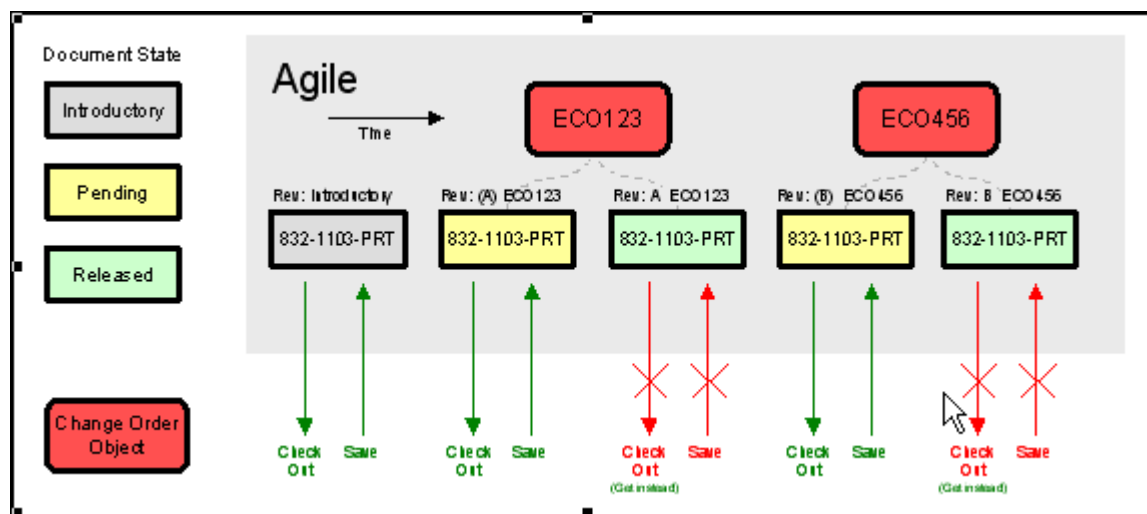 Document State
Introductory
Pending
Released
Change Order
Object
Agile
Time
ECO123
ECO456
Rev: Introductory
Rev: (A) ECO123
Rev: A ECO123
Rev: (B) ECO456
Rev: B ECO456
832-1103-PRT
832-1103-PRT
832-1103-PRT
832-1103-PRT
832-1103-PRT
Check
Out
Save
Check
Out
Save
Check
Out
(Get instead)
Save
Check
Out
Save
Check
Out
(Get instead)
Save